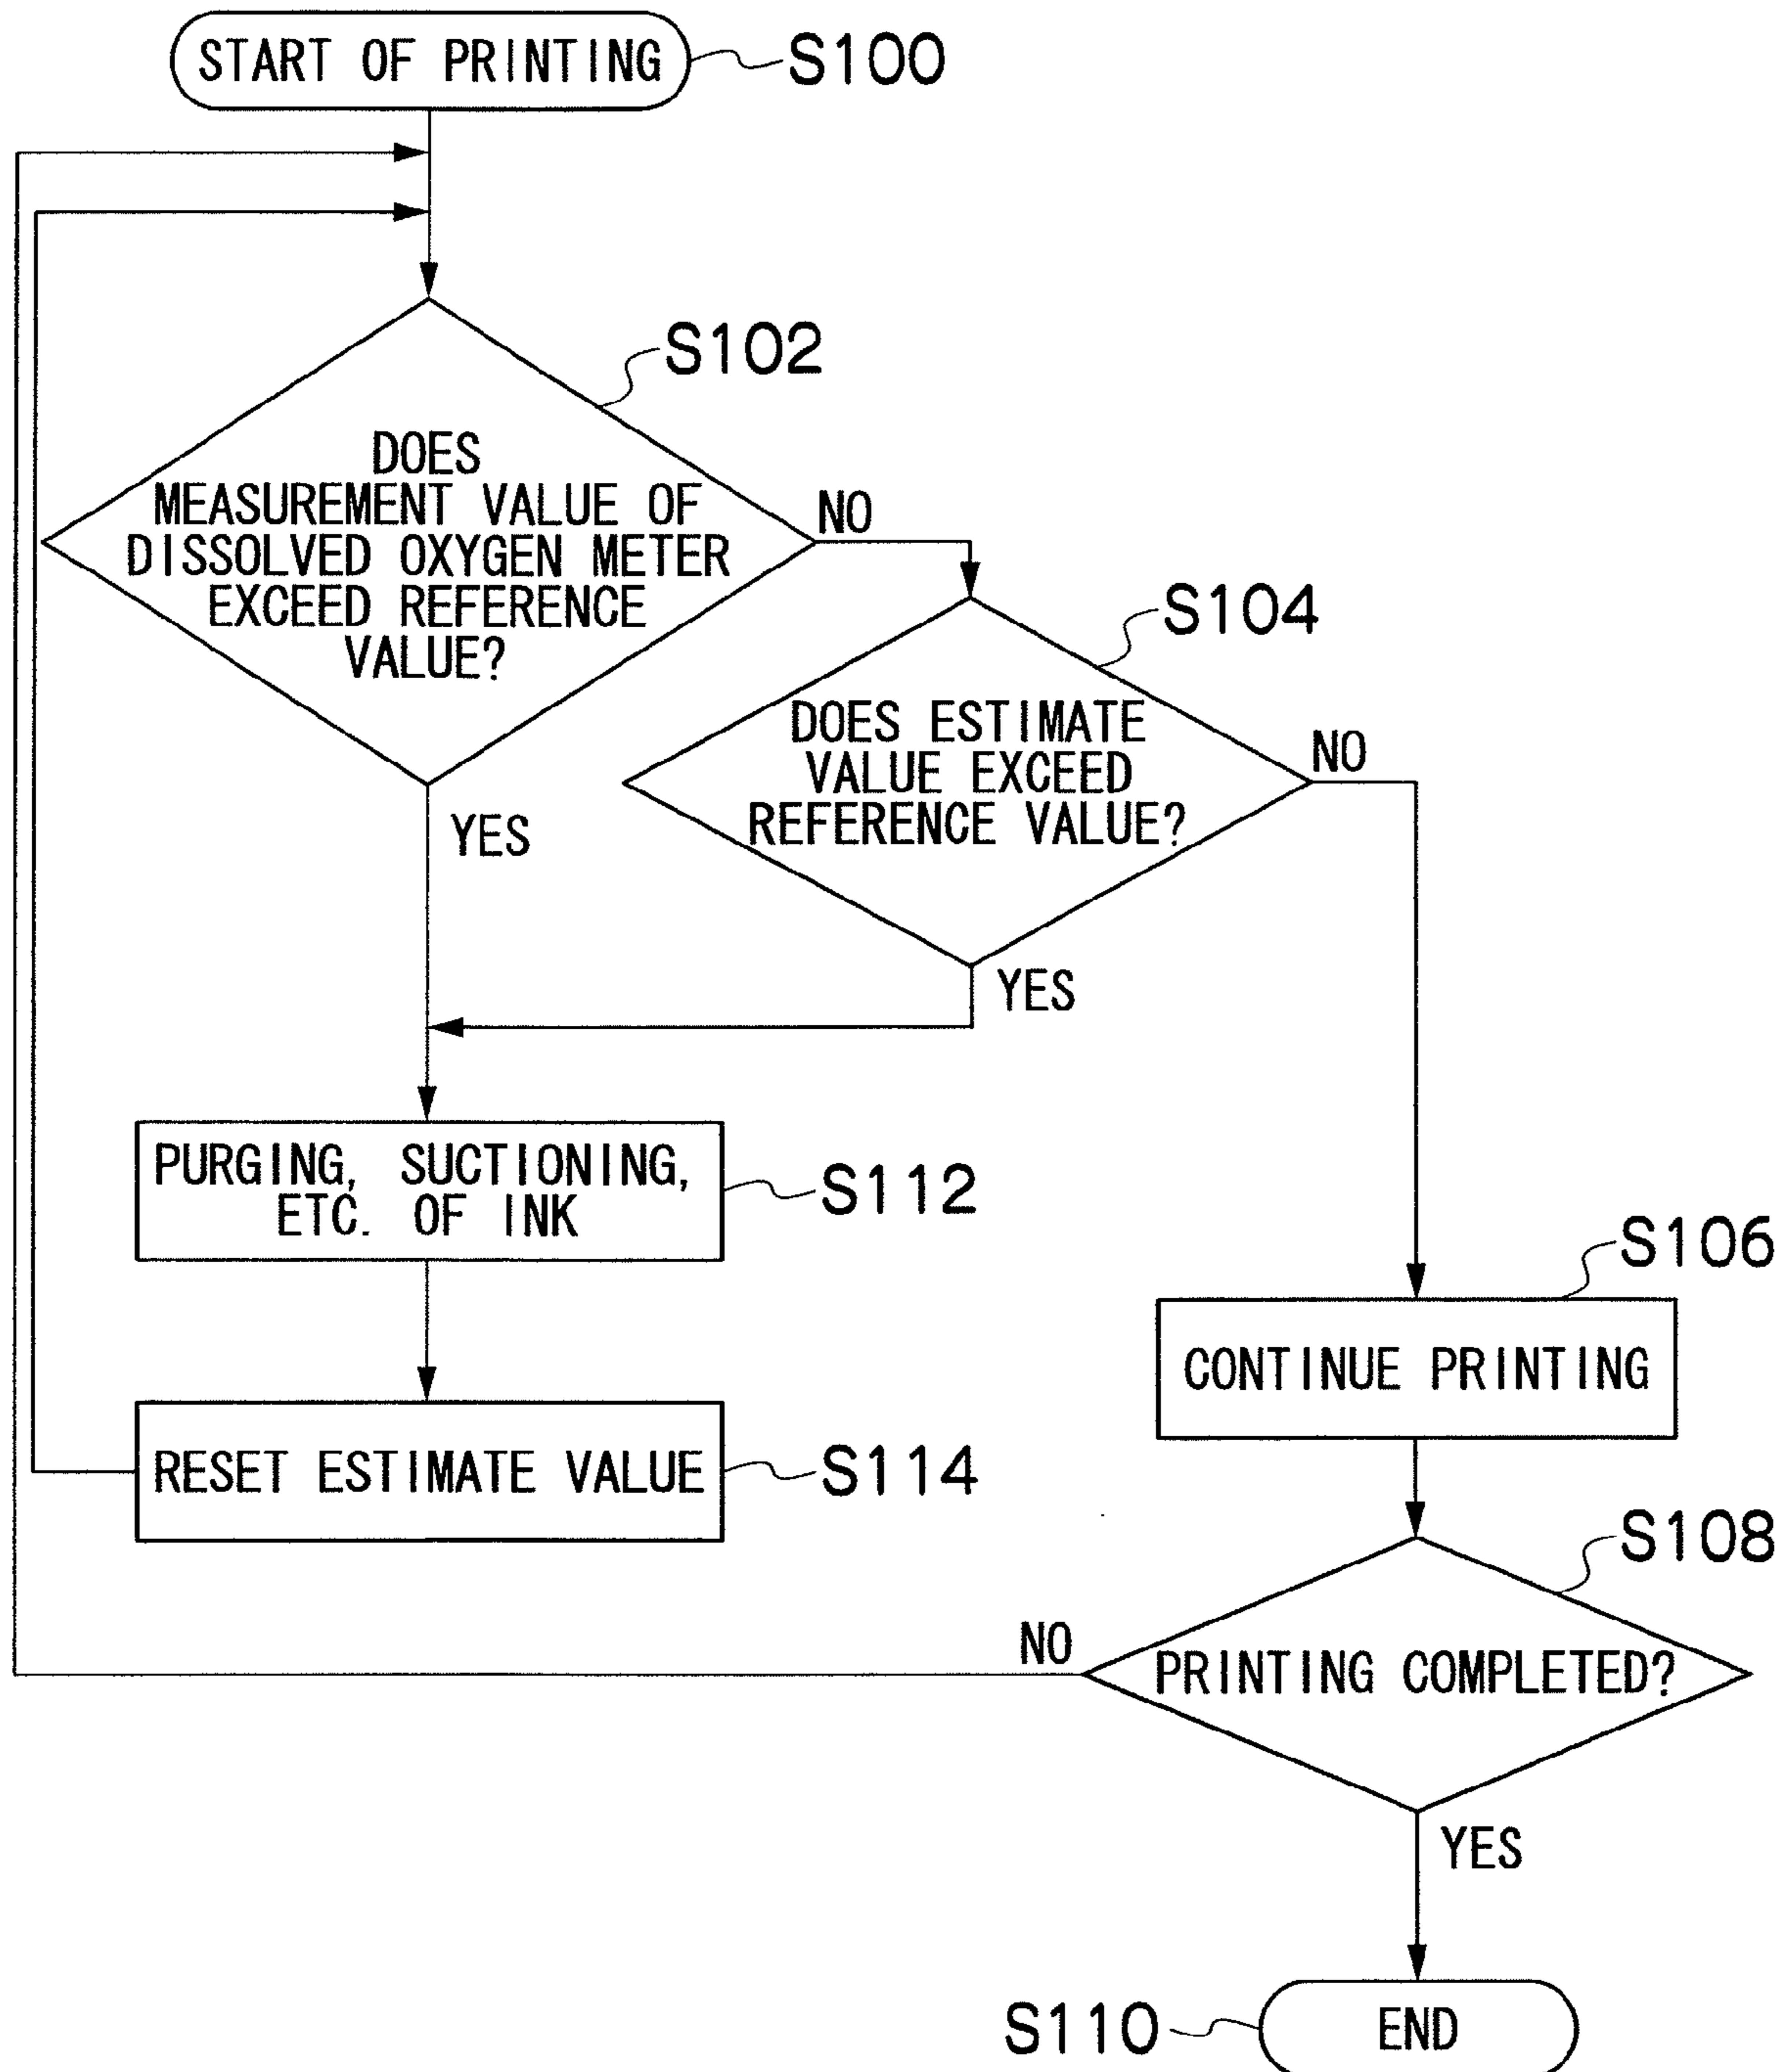 START OF PRINTING
S100
S102
DOES
MEASUREMENT VALUE OF
DISSOLVED OXYGEN METER
EXCEED REFERENCE
VALUE?
NO
YES
S104
DOES ESTIMATE
VALUE EXCEED
REFERENCE VALUE?
NO
YES
PURGING, SUCTIONING,
ETC. OF INK
S112
RESET ESTIMATE VALUE
S114
S106
CONTINUE PRINTING
S108
PRINTING COMPLETED?
NO
YES
S110
END